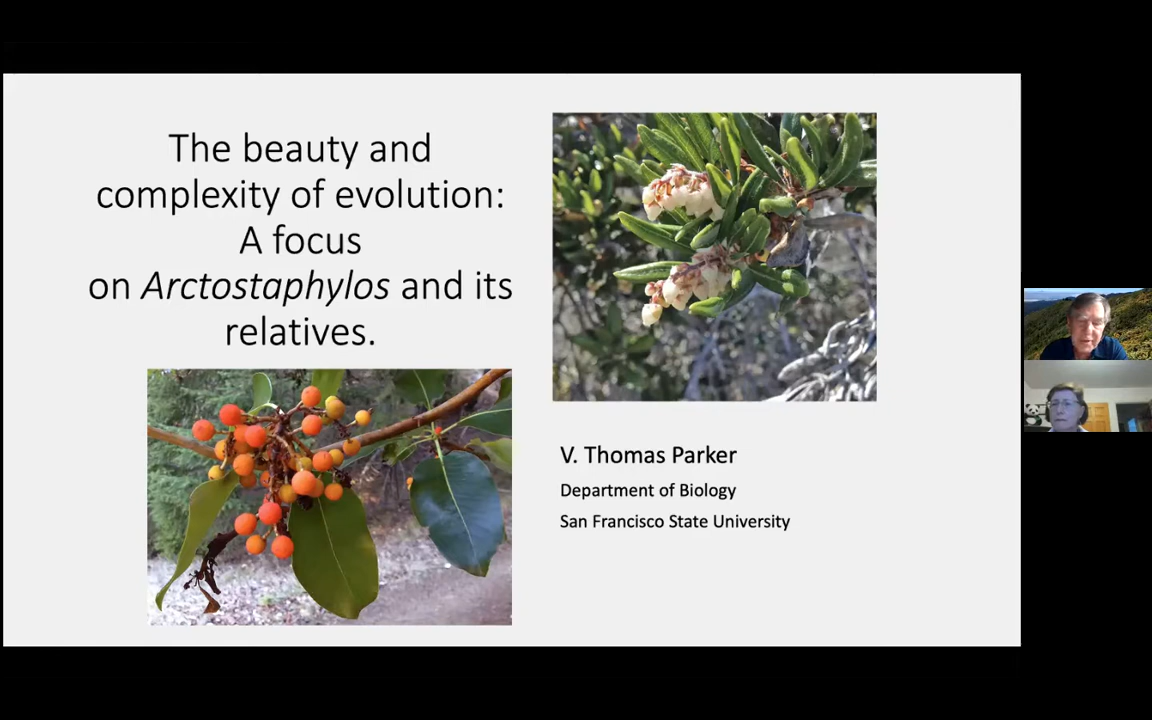 The beauty and
complexity of evolution:
A focus
on Arctostaphylos and its
relatives.
V. Thomas Parker
Department of Biology
San Francisco State University